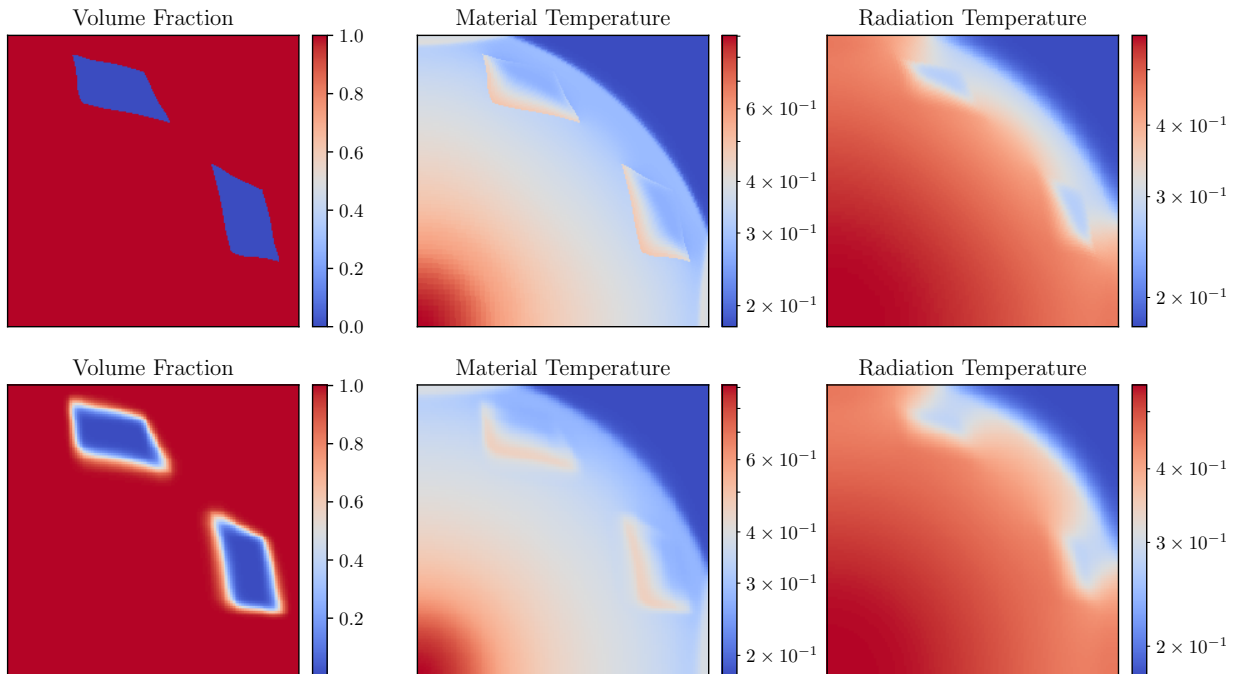 Volume Fraction
Material Temperature
Radiation Temperature
1.0
0.8
0.6
0.4
0.2
0.0
6 × 10⁻¹
4 × 10⁻¹
3 × 10⁻¹
2 × 10⁻¹
4 × 10⁻¹
3 × 10⁻¹
2 × 10⁻¹
Volume Fraction
Material Temperature
Radiation Temperature
1.0
0.8
0.6
0.4
0.2
6 × 10⁻¹
4 × 10⁻¹
3 × 10⁻¹
2 × 10⁻¹
4 × 10⁻¹
3 × 10⁻¹
2 × 10⁻¹